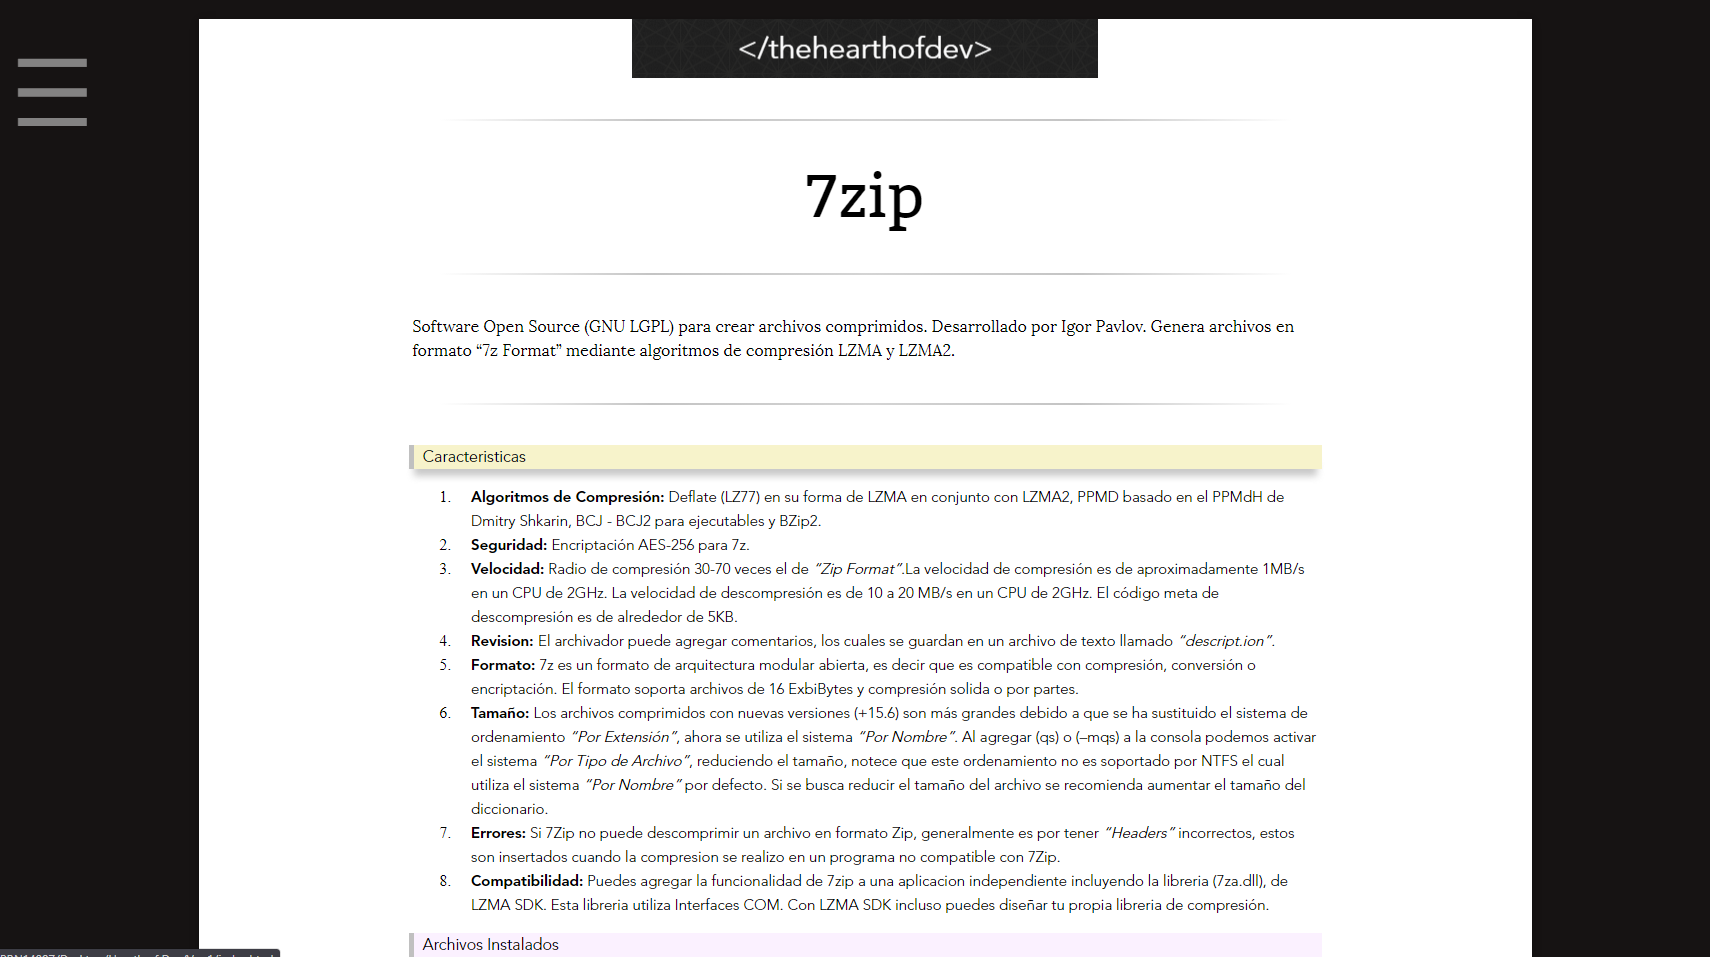 </thehearthofdev>
7zip
Software Open Source (GNU LGPL) para crear archivos comprimidos. Desarrollado por Igor Pavlov. Genera archivos en
formato “7z Format” mediante algoritmos de compresión LZMA y LZMA2.
Caracteristicas
1. Algoritmos de Compresión: Deflate (LZ77) en su forma de LZMA en conjunto con LZMA2, PPMD basado en el PPMdH de
Dmitry Shkarin, BCJ - BCJ2 para ejecutables y BZip2.
2. Seguridad: Encriptación AES-256 para 7z.
3. Velocidad: Radio de compresión 30-70 veces el de “Zip Format”.La velocidad de compresión es de aproximadamente 1MB/s
en un CPU de 2GHz. La velocidad de descompresión es de 10 a 20 MB/s en un CPU de 2GHz. El código meta de
descompresión es de alrededor de 5KB.
4. Revision: El archivador puede agregar comentarios, los cuales se guardan en un archivo de texto llamado “descript.ion”.
5. Formato: 7z es un formato de arquitectura modular abierta, es decir que es compatible con compresión, conversión o
encriptación. El formato soporta archivos de 16 ExbiBytes y compresión solida o por partes.
6. Tamaño: Los archivos comprimidos con nuevas versiones (+15.6) son más grandes debido a que se ha sustituido el sistema de
ordenamiento “Por Extensión”, ahora se utiliza el sistema “Por Nombre”. Al agregar (qs) o (–mqs) a la consola podemos activar
el sistema “Por Tipo de Archivo”, reduciendo el tamaño, notece que este ordenamiento no es soportado por NTFS el cual
utiliza el sistema “Por Nombre” por defecto. Si se busca reducir el tamaño del archivo se recomienda aumentar el tamaño del
diccionario.
7. Errores: Si 7Zip no puede descomprimir un archivo en formato Zip, generalmente es por tener “Headers” incorrectos, estos
son insertados cuando la compresion se realizo en un programa no compatible con 7Zip.
8. Compatibilidad: Puedes agregar la funcionalidad de 7zip a una aplicacion independiente incluyendo la libreria (7za.dll), de
LZMA SDK. Esta libreria utiliza Interfaces COM. Con LZMA SDK incluso puedes diseñar tu propia libreria de compresión.
Archivos Instalados